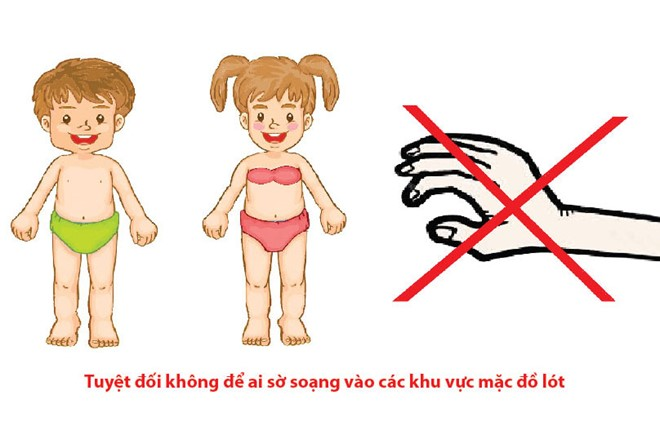 Tuyệt đối không để ai sờ soạng vào các khu vực mặc đồ lót